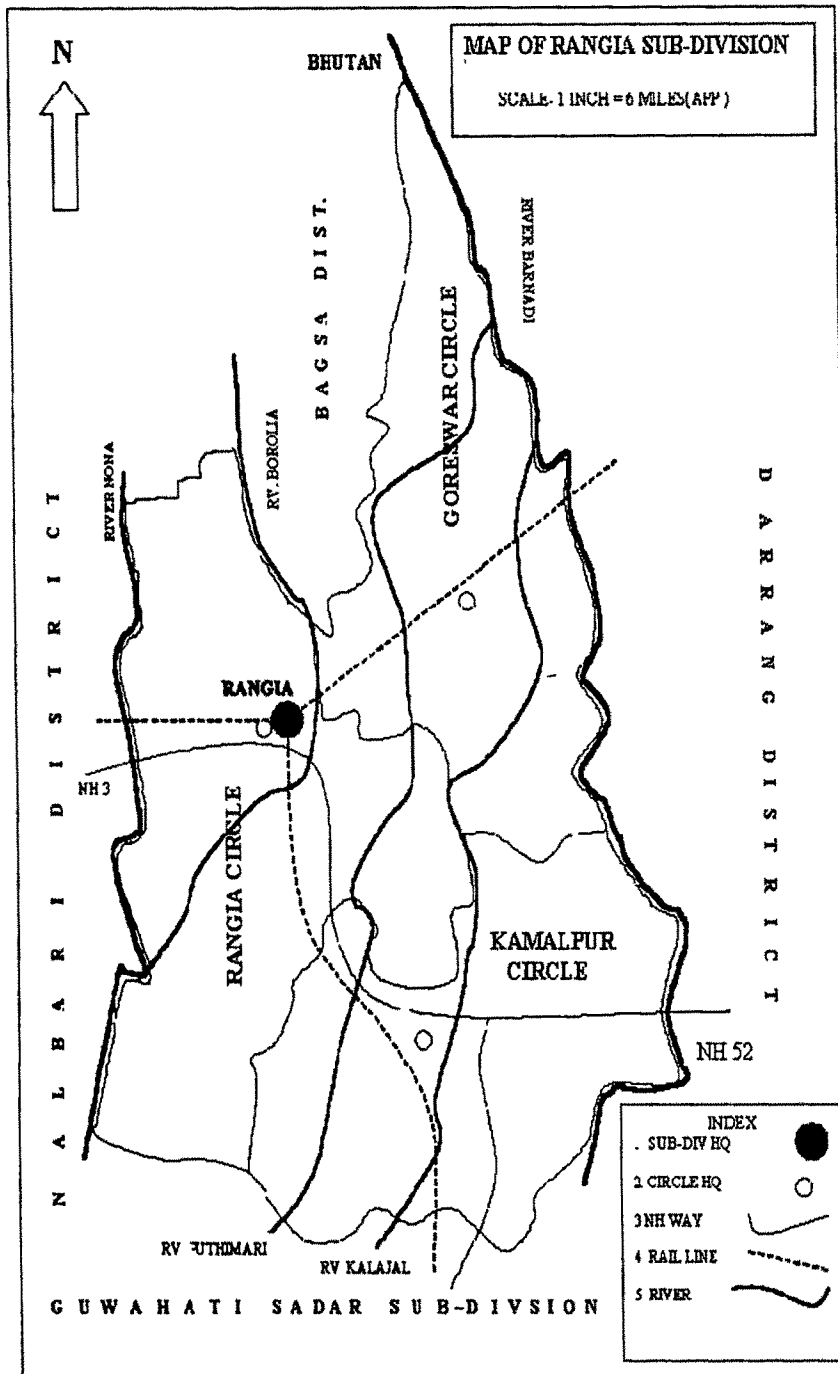 MAP OF RANGIA SUB-DIVISION
SCALE- 1 INCH = 6 MILES(APP)
N
BHUTAN
BAGSA DIST.
RIVER BARNADI
GORESWAR CIRCLE
RV. BOROLIA
RIVER NONA
NALBARI DISTRICT
DARRANG DISTRICT
RANGIA
NH 3
RANGIA CIRCLE
KAMALPUR
CIRCLE
NH 52
RV
RV KALAJAL
GUWAHATI SADAR SUB-DIVSION
INDEX
. SUB-DIV HQ
2 CIRCLE HQ
3 NH WAY
4 RAIL LINE
5 RIVER